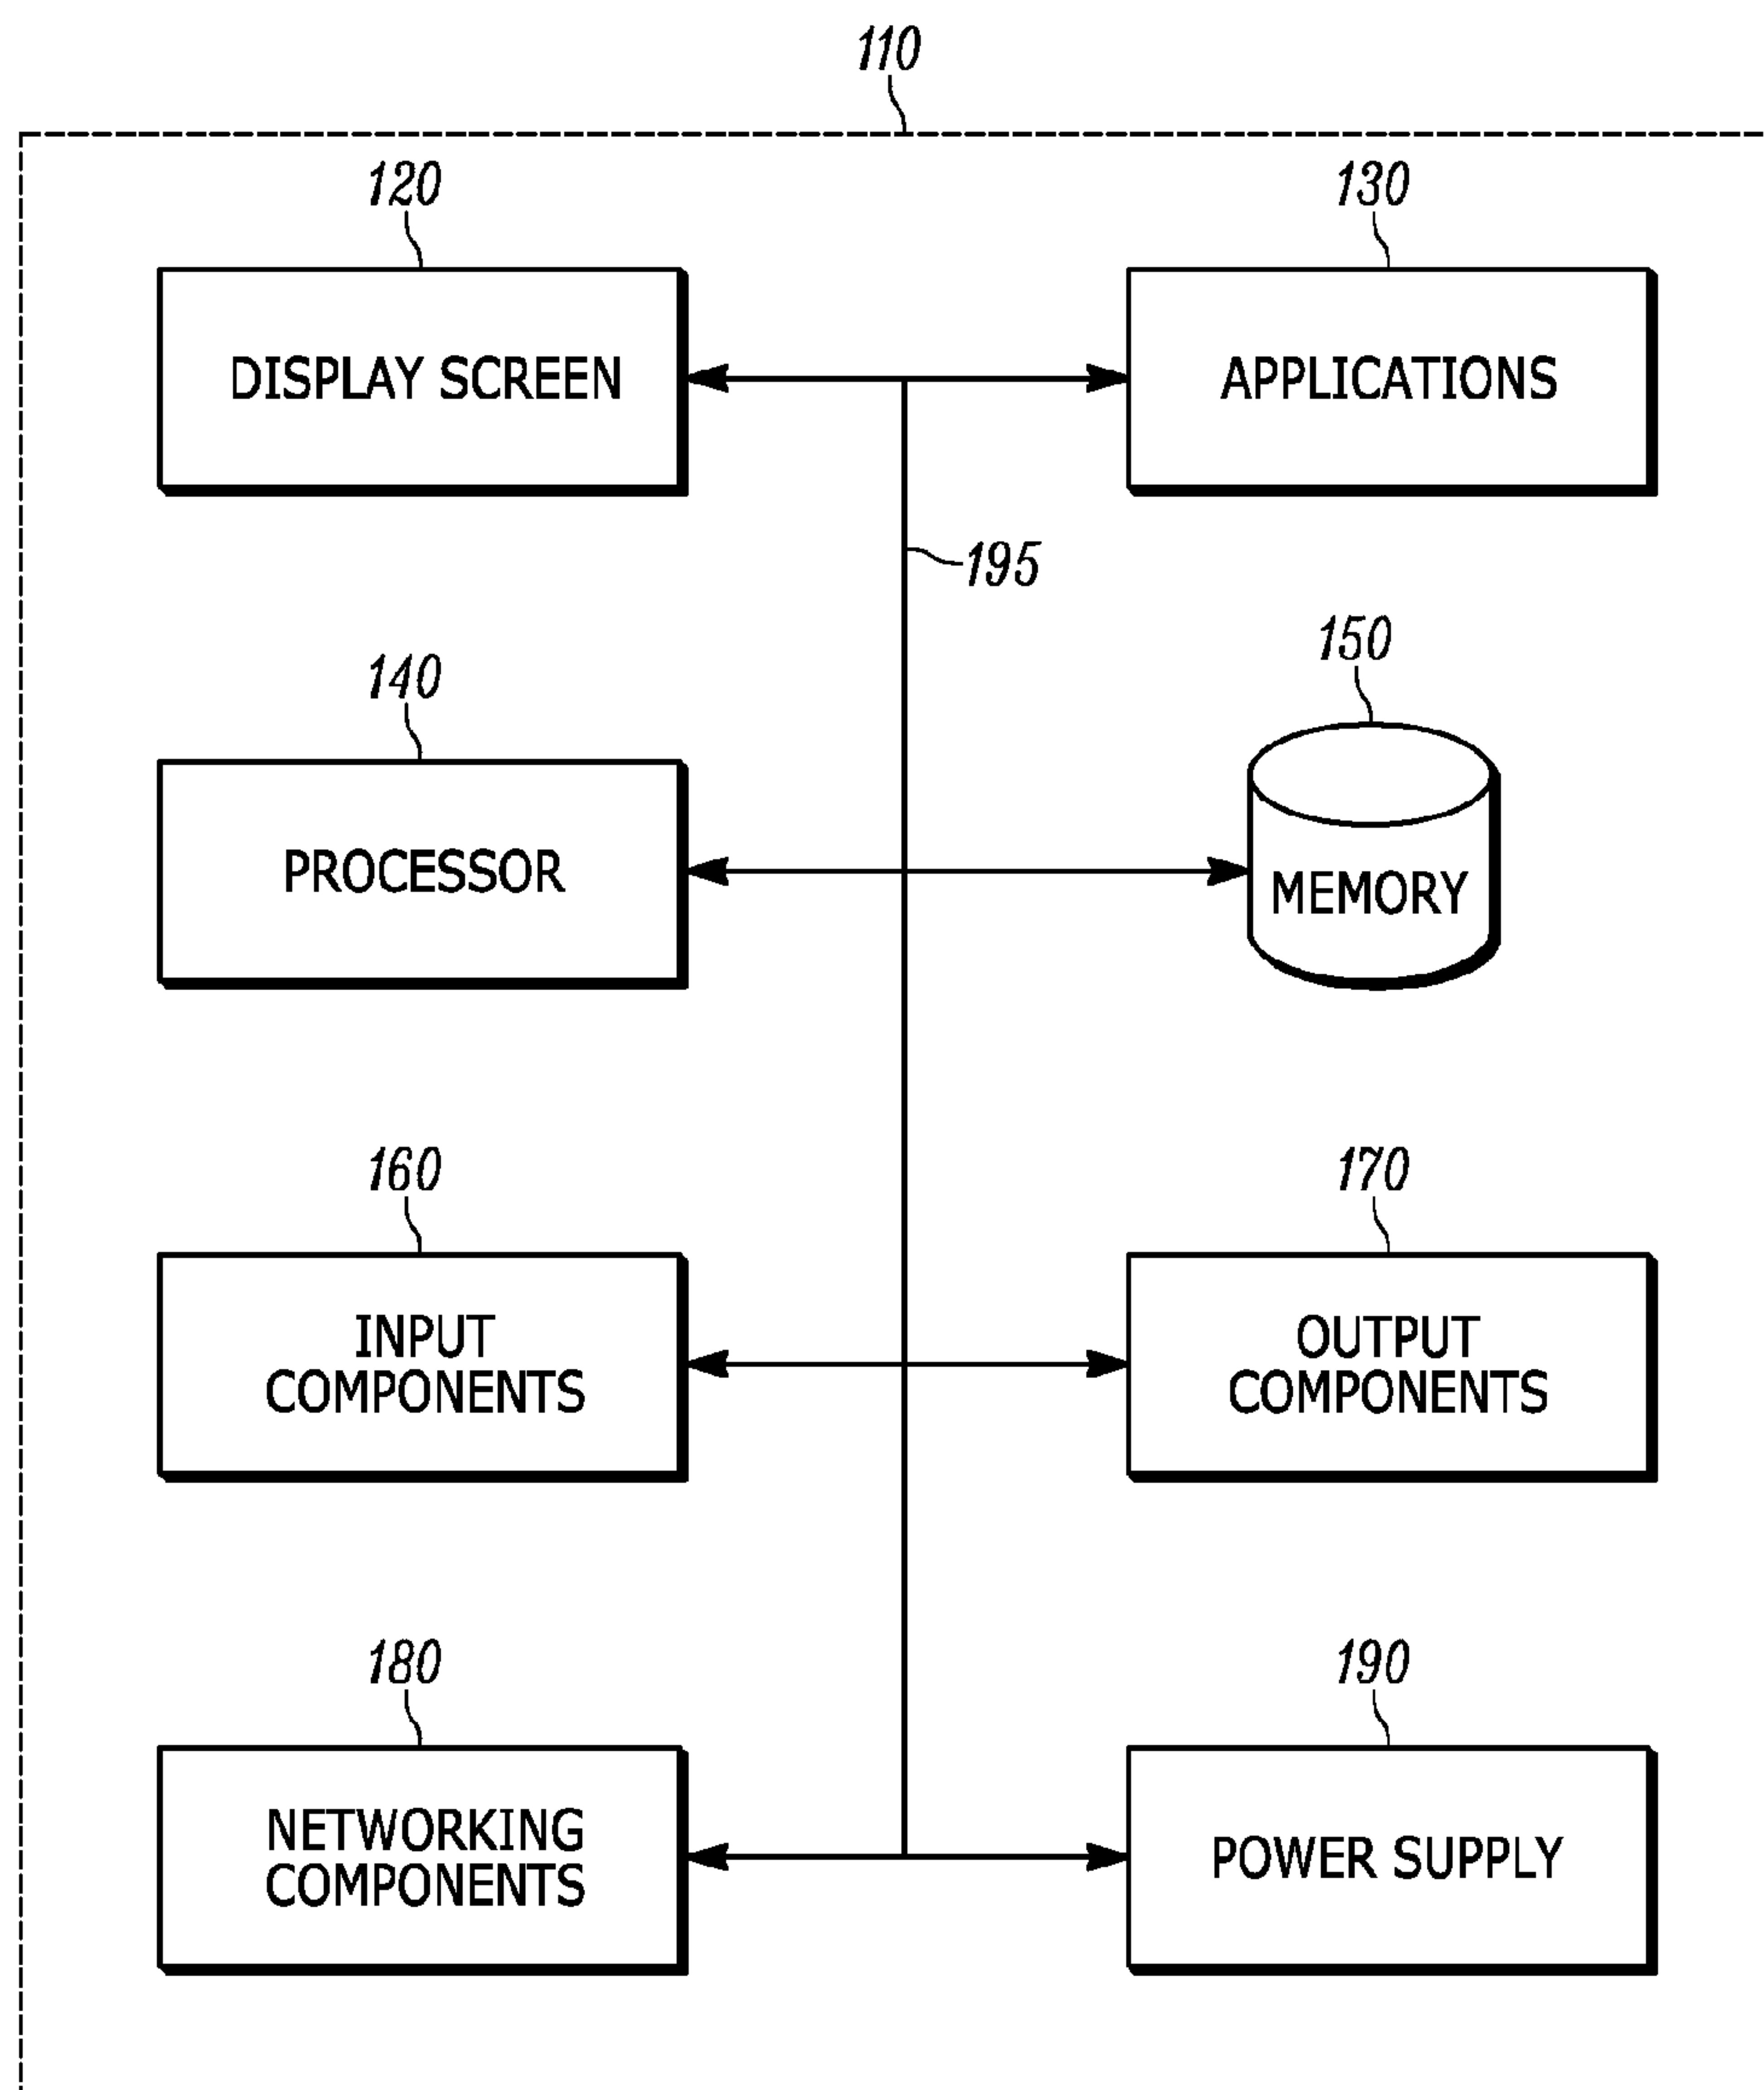 110
120
130
DISPLAY SCREEN
APPLICATIONS
195
150
140
PROCESSOR
MEMORY
160
170
INPUT
COMPONENTS
OUTPUT
COMPONENTS
180
190
NETWORKING
COMPONENTS
POWER SUPPLY